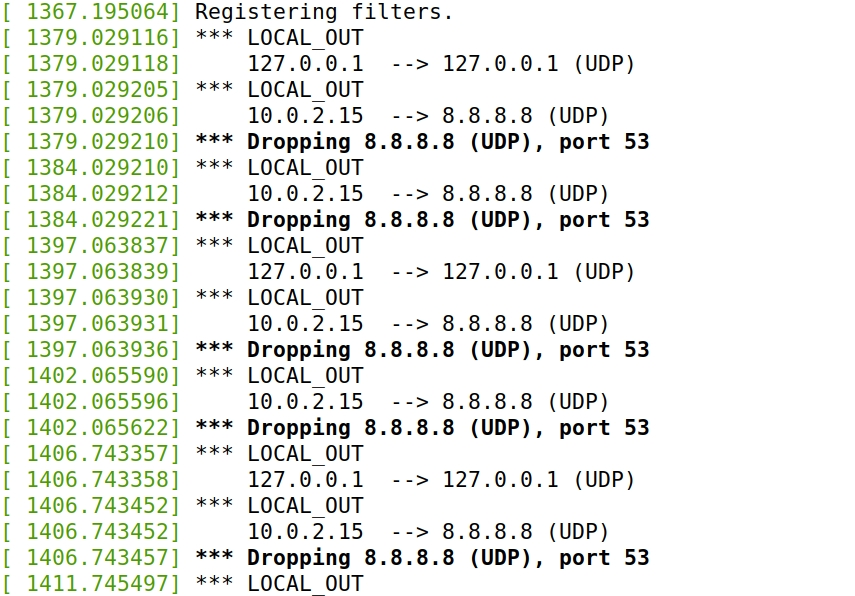 [ 1367.195064] Registering filters.
[ 1379.029116] *** LOCAL_OUT
[ 1379.029118]     127.0.0.1  --> 127.0.0.1 (UDP)
[ 1379.029205] *** LOCAL_OUT
[ 1379.029206]     10.0.2.15  --> 8.8.8.8 (UDP)
[ 1379.029210] *** Dropping 8.8.8.8 (UDP), port 53
[ 1384.029210] *** LOCAL_OUT
[ 1384.029212]     10.0.2.15  --> 8.8.8.8 (UDP)
[ 1384.029221] *** Dropping 8.8.8.8 (UDP), port 53
[ 1397.063837] *** LOCAL_OUT
[ 1397.063839]     127.0.0.1  --> 127.0.0.1 (UDP)
[ 1397.063930] *** LOCAL_OUT
[ 1397.063931]     10.0.2.15  --> 8.8.8.8 (UDP)
[ 1397.063936] *** Dropping 8.8.8.8 (UDP), port 53
[ 1402.065590] *** LOCAL_OUT
[ 1402.065596]     10.0.2.15  --> 8.8.8.8 (UDP)
[ 1402.065622] *** Dropping 8.8.8.8 (UDP), port 53
[ 1406.743357] *** LOCAL_OUT
[ 1406.743358]     127.0.0.1  --> 127.0.0.1 (UDP)
[ 1406.743452] *** LOCAL_OUT
[ 1406.743452]     10.0.2.15  --> 8.8.8.8 (UDP)
[ 1406.743457] *** Dropping 8.8.8.8 (UDP), port 53
[ 1411.745497] *** LOCAL_OUT